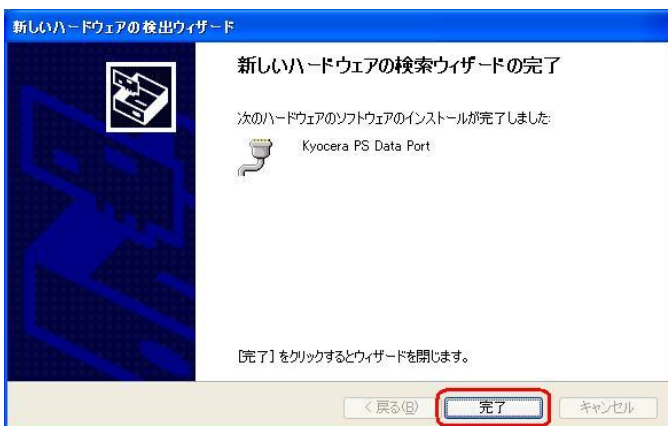 新しいハードウェアの検出ウィザード
新しいハードウェアの検索ウィザードの完了
次のハードウェアのソフトウェアのインストールが完了しました:
Kyocera PS Data Port
[完了] をクリックするとウィザードを閉じます。
< 戻る(B)
完了
キャンセル